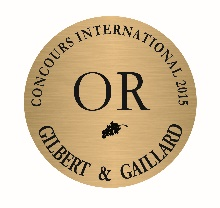 CONCOURS INTERNATIONAL 2015
OR
GILBERT & GAILLARD